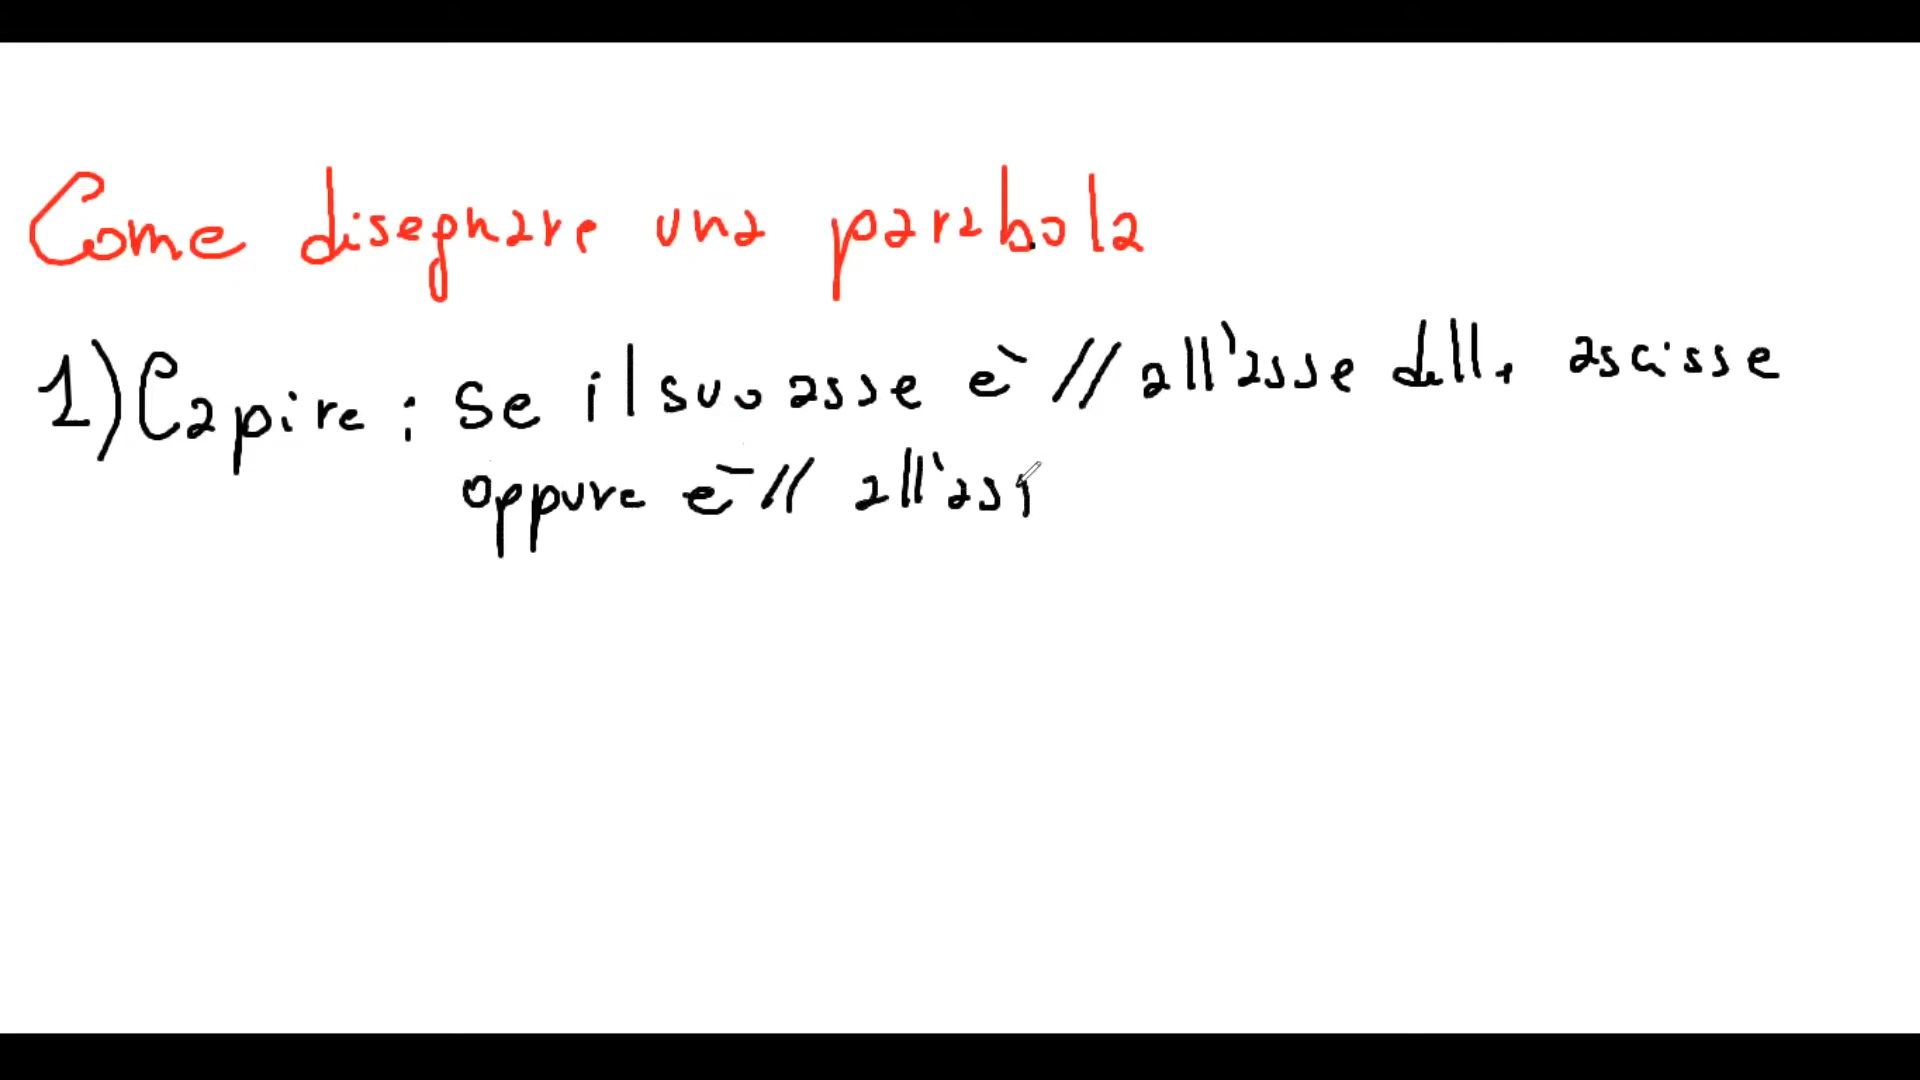 Come disegnare una parabola
1) Capire : se il suo asse è // all'asse delle ascisse
oppure è // all'ass